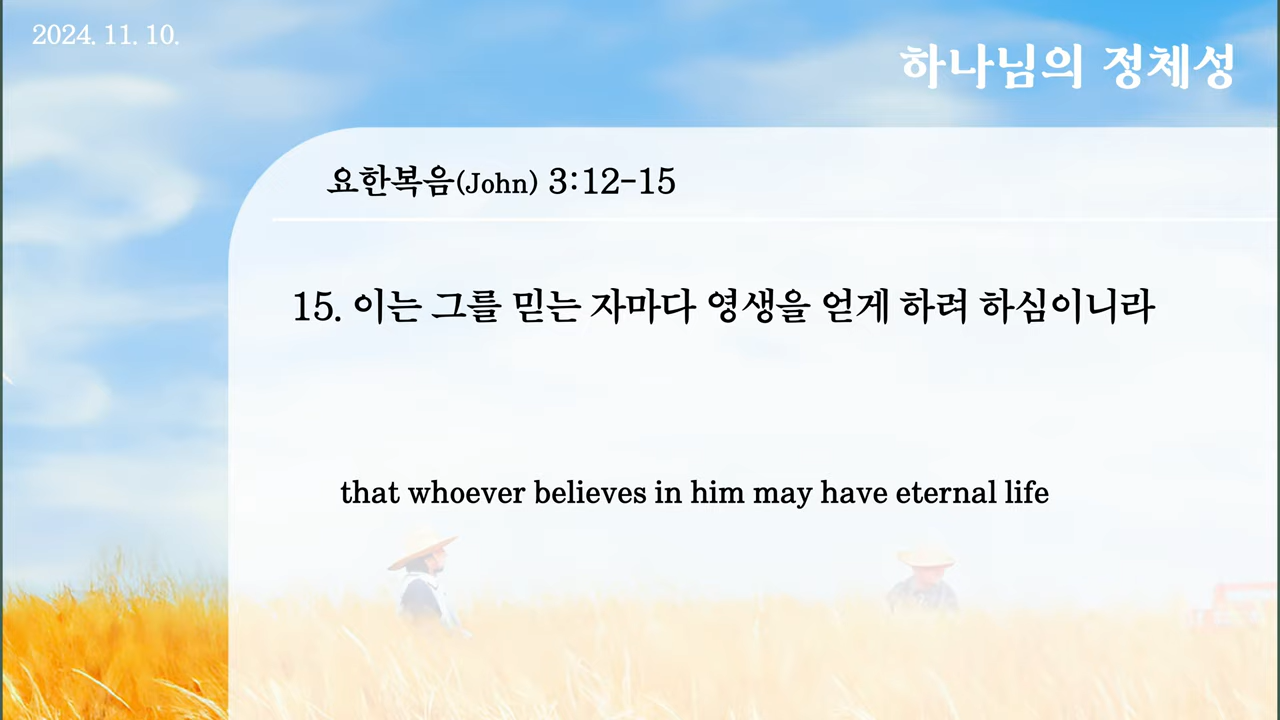 2024. 11. 10.
하나님의 정체성
요한복음(John) 3:12-15
15. 이는 그를 믿는 자마다 영생을 얻게 하려 하심이니라
that whoever believes in him may have eternal life